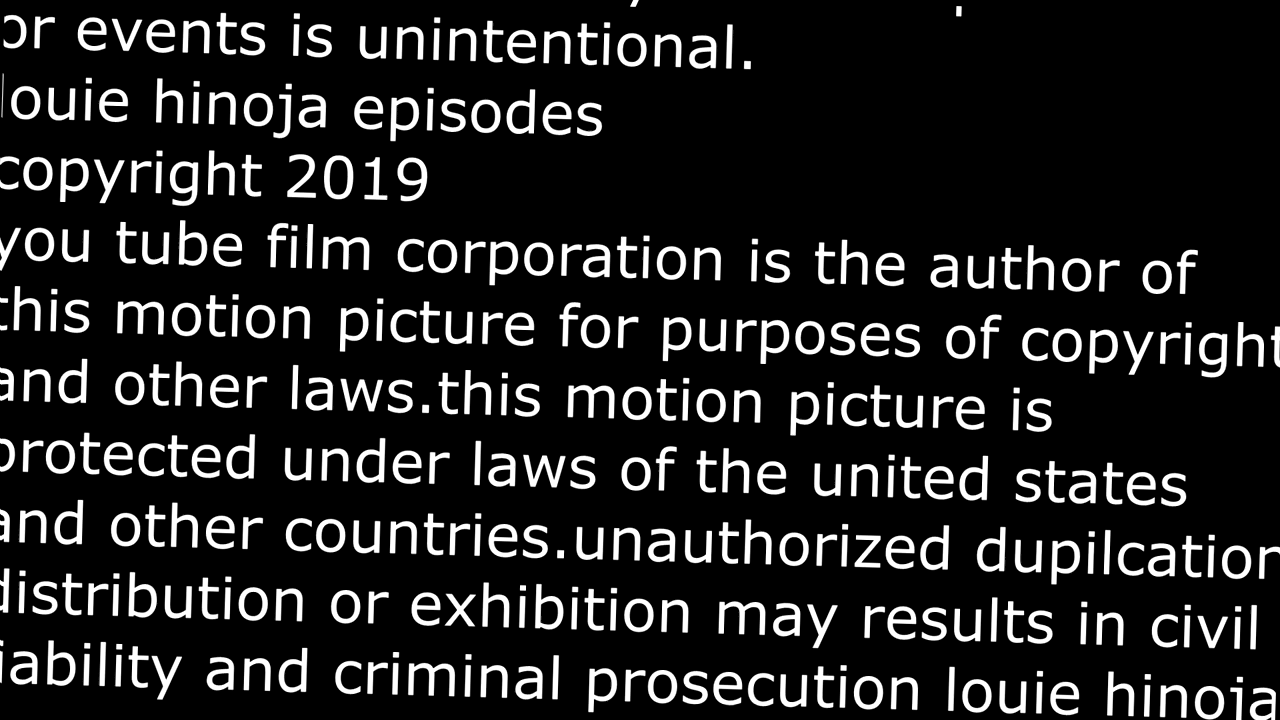 or events is unintentional.
louie hinoja episodes
copyright 2019
you tube film corporation is the author of
this motion picture for purposes of copyright
and other laws.this motion picture is
protected under laws of the united states
and other countries.unauthorized dupilcation
distribution or exhibition may results in civil
liability and criminal prosecution louie hinoja